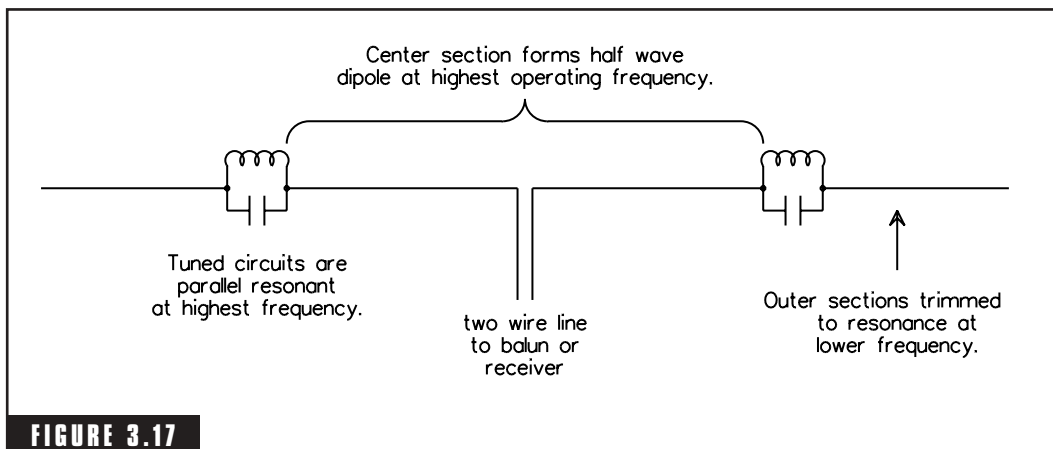 Center section forms half wave
dipole at highest operating frequency.
Tuned circuits are
parallel resonant
at highest frequency.
two wire line
to balun or
receiver
Outer sections trimmed
to resonance at
lower frequency.
FIGURE 3.17